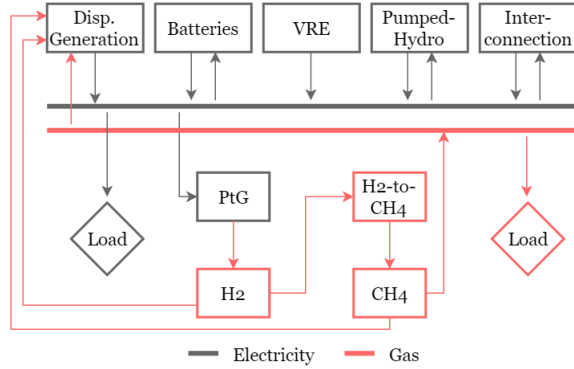 Disp.
Generation
Batteries
VRE
Pumped-
Hydro
Inter-
connection
PtG
H2-to-
CH4
Load
Load
H2
CH4
Electricity
Gas